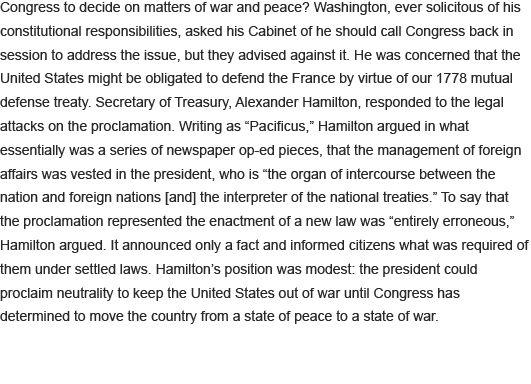 Congress to decide on matters of war and peace? Washington, ever solicitous of his
constitutional responsibilities, asked his Cabinet of he should call Congress back in
session to address the issue, but they advised against it. He was concerned that the
United States might be obligated to defend the France by virtue of our 1778 mutual
defense treaty. Secretary of Treasury, Alexander Hamilton, responded to the legal
attacks on the proclamation. Writing as “Pacificus,” Hamilton argued in what
essentially was a series of newspaper op-ed pieces, that the management of foreign
affairs was vested in the president, who is “the organ of intercourse between the
nation and foreign nations [and] the interpreter of the national treaties.” To say that
the proclamation represented the enactment of a new law was “entirely erroneous,”
Hamilton argued. It announced only a fact and informed citizens what was required of
them under settled laws. Hamilton’s position was modest: the president could
proclaim neutrality to keep the United States out of war until Congress has
determined to move the country from a state of peace to a state of war.